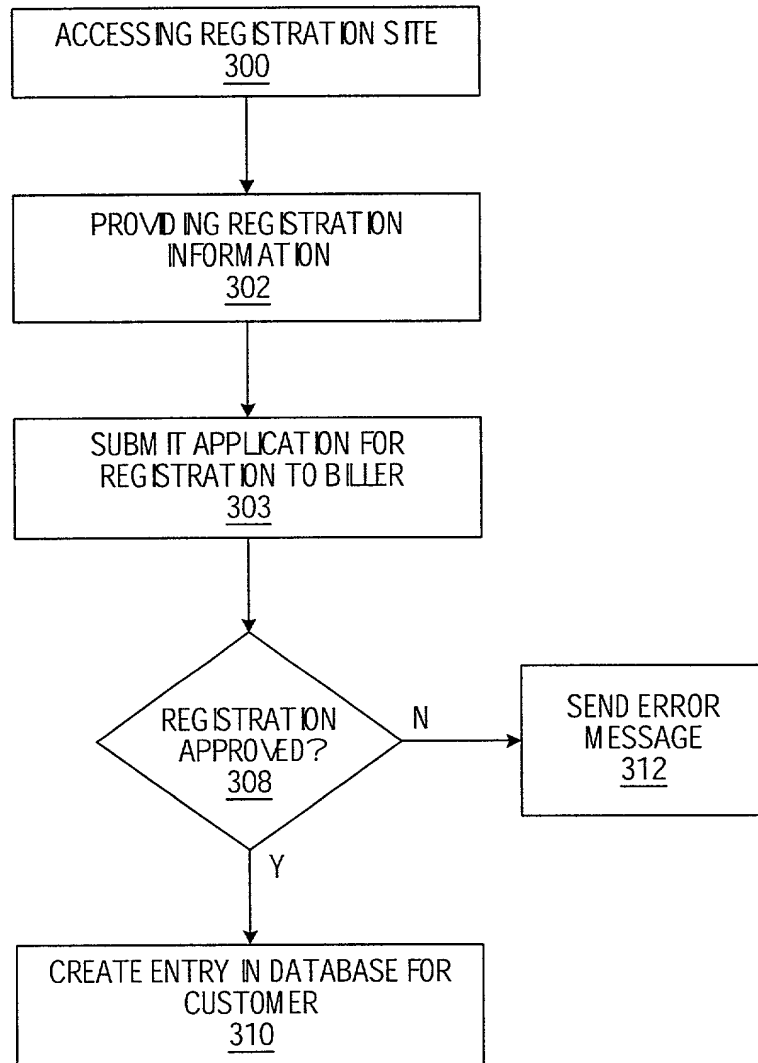 ACCESSING REGISTRATION SITE
300
PROVIDING REGISTRATION
INFORMATION
302
SUBMIT APPLICATION FOR
REGISTRATION TO BILLER
303
REGISTRATION
APPROVED?
308
N
SEND ERROR
MESSAGE
312
Y
CREATE ENTRY IN DATABASE FOR
CUSTOMER
310